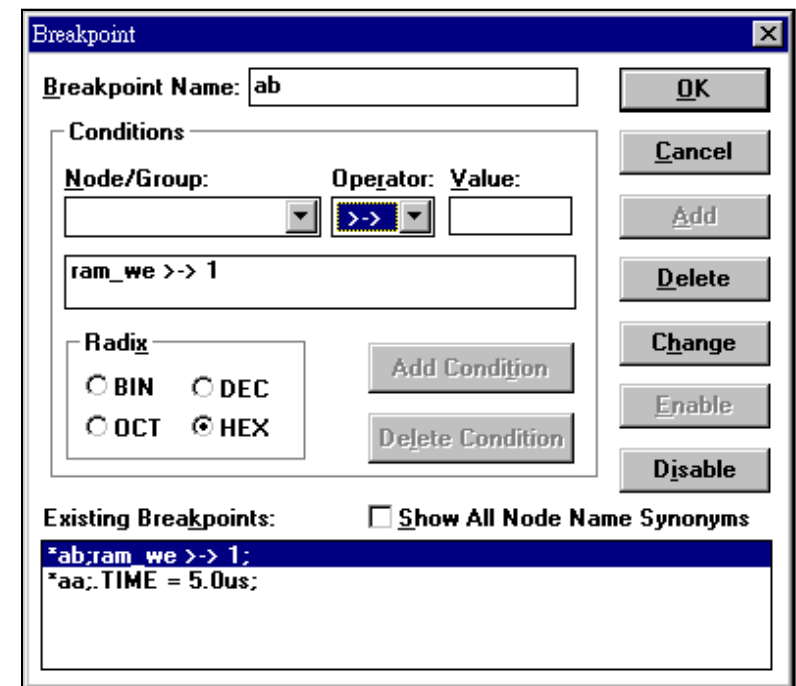 Breakpoint
Breakpoint Name: ab
OK
Conditions
Cancel
Node/Group: Operator: Value:
>->
Add
ram_we >-> 1
Delete
Radix
Change
BIN DEC
Add Condition
OCT HEX
Enable
Delete Condition
Disable
Existing Breakpoints: Show All Node Name Synonyms
*ab;ram_we >-> 1;
*aa;.TIME = 5.0us;